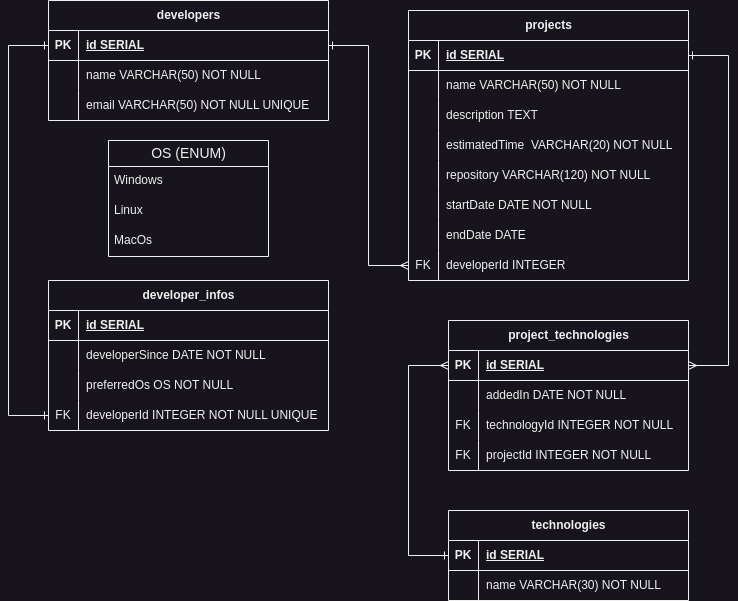 developers
PK id SERIAL
name VARCHAR(50) NOT NULL
email VARCHAR(50) NOT NULL UNIQUE
OS (ENUM)
Windows
Linux
MacOs
developer_infos
PK id SERIAL
developerSince DATE NOT NULL
preferredOs OS NOT NULL
FK developerId INTEGER NOT NULL UNIQUE
projects
PK id SERIAL
name VARCHAR(50) NOT NULL
description TEXT
estimatedTime VARCHAR(20) NOT NULL
repository VARCHAR(120) NOT NULL
startDate DATE NOT NULL
endDate DATE
FK developerId INTEGER
project_technologies
PK id SERIAL
addedIn DATE NOT NULL
FK technologyId INTEGER NOT NULL
FK projectId INTEGER NOT NULL
technologies
PK id SERIAL
name VARCHAR(30) NOT NULL